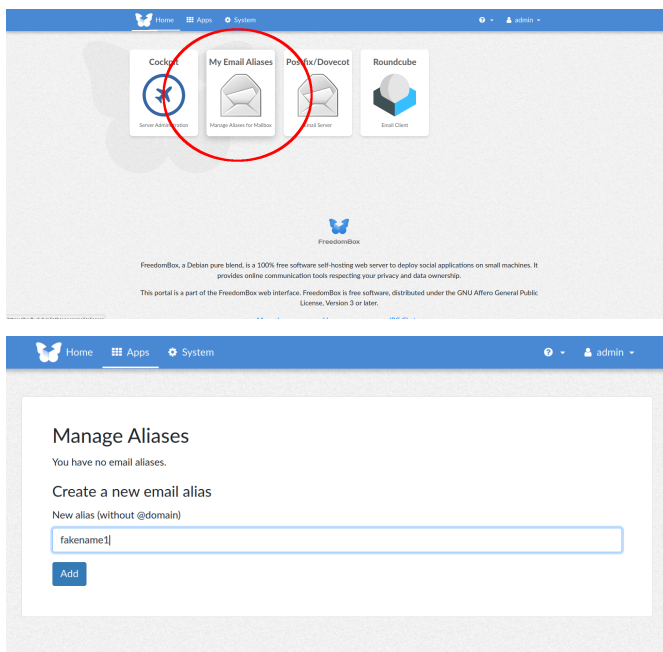 Home Apps System admin
Cockpit My Email Aliases Postfix/Dovecot Roundcube
Server Administration Manage Aliases for Mailbox Email Server Email Client
FreedomBox
FreedomBox, a Debian pure blend, is a 100% free software self-hosting web server to deploy social applications on small machines. It
provides online communication tools respecting your privacy and data ownership.
This portal is a part of the FreedomBox web interface. FreedomBox is free software, distributed under the GNU Affero General Public
License, Version 3 or later.
Home Apps System admin
Manage Aliases
You have no email aliases.
Create a new email alias
New alias (without @domain)
fakename1
Add